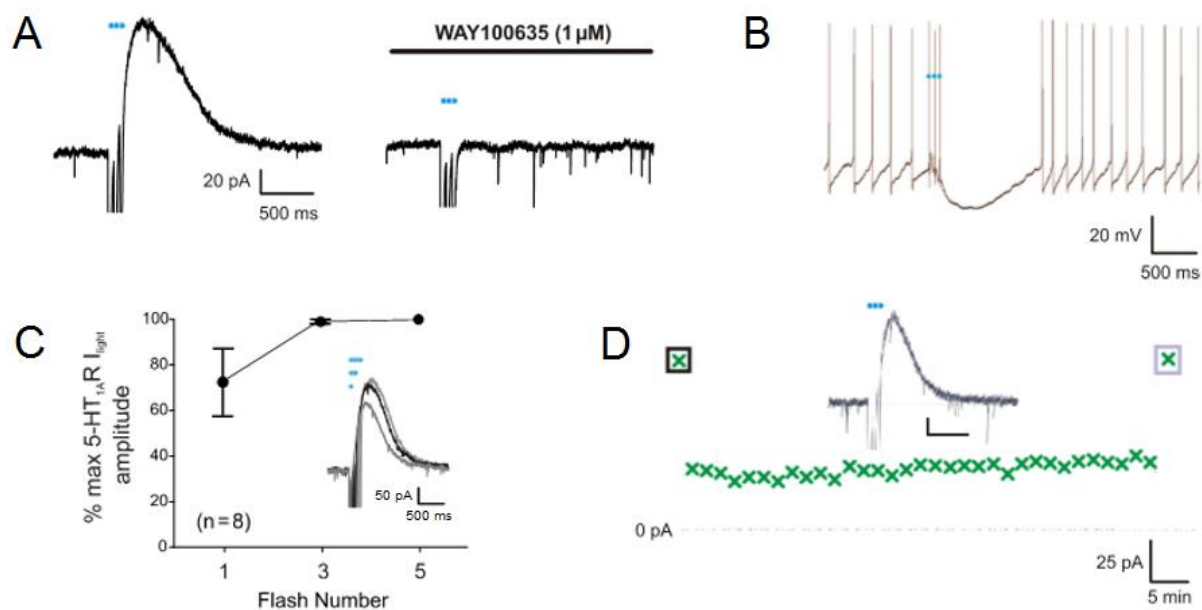 A
WAY100635 (1 µM)
20 pA
500 ms
B
20 mV
500 ms
C
% max 5-HT1AR Ilight
amplitude
100
80
60
40
20
0
(n=8)
50 pA
500 ms
1
3
5
Flash Number
D
0 pA
25 pA
5 min